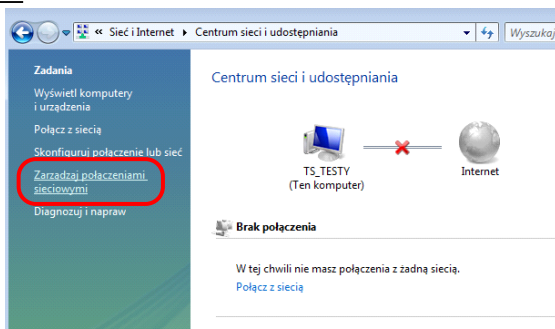 « Sieć i Internet ▸ Centrum sieci i udostępniania
Wyszukaj
Zadania
Wyświetl komputery
i urządzenia
Połącz z siecią
Skonfiguruj połączenie lub sieć
Zarządzaj połączeniami
sieciowymi
Diagnozuj i napraw
Centrum sieci i udostępniania
TS_TESTY
(Ten komputer)
Internet
Brak połączenia
W tej chwili nie masz połączenia z żadną siecią.
Połącz z siecią